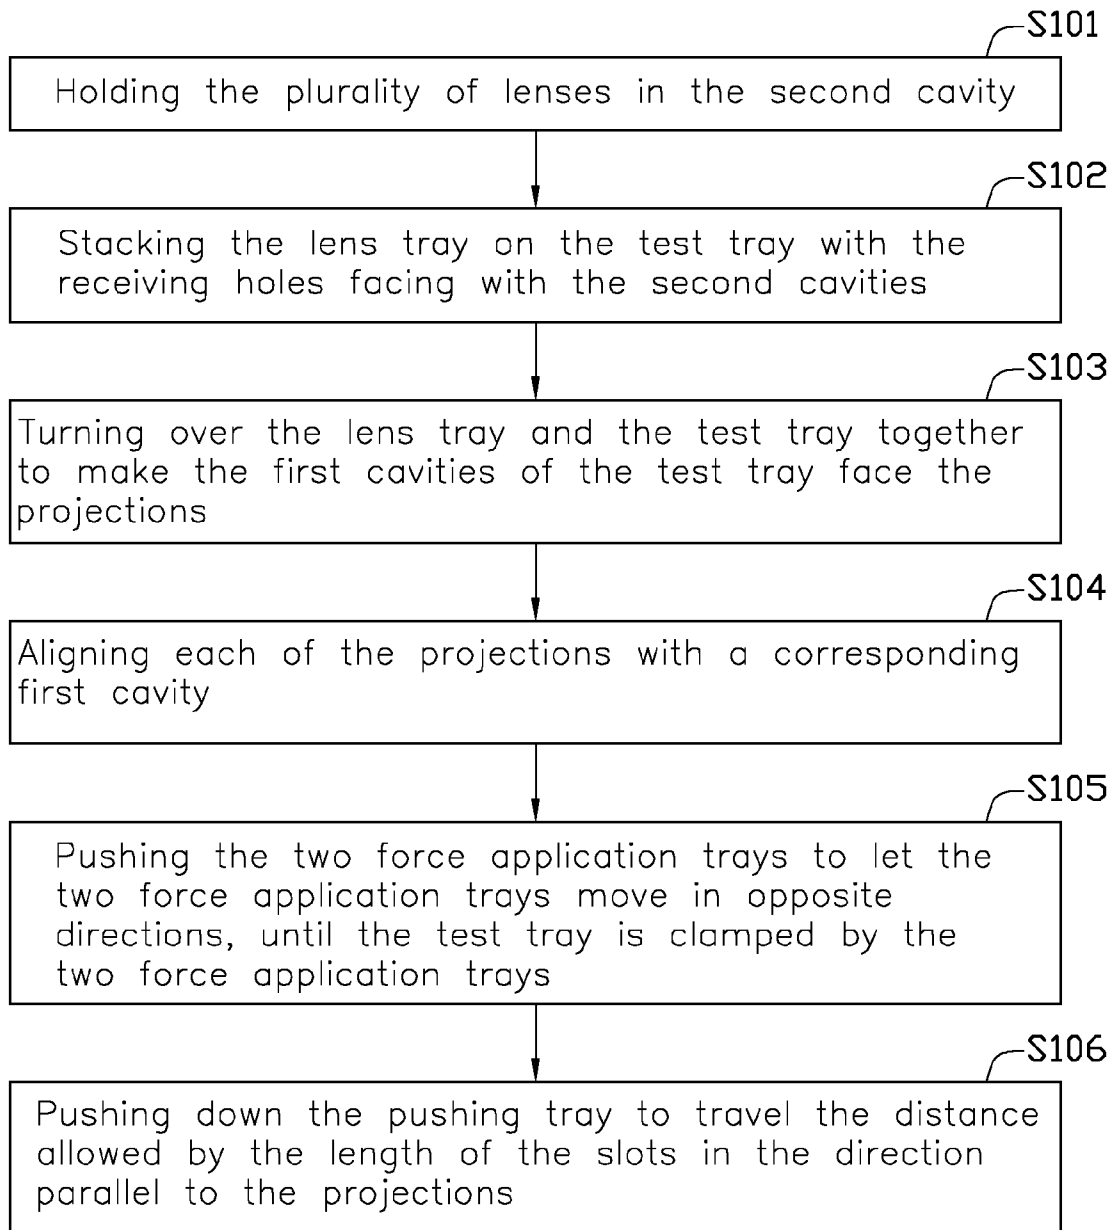 S101
Holding the plurality of lenses in the second cavity
S102
Stacking the lens tray on the test tray with the
receiving holes facing with the second cavities
S103
Turning over the lens tray and the test tray together
to make the first cavities of the test tray face the
projections
S104
Aligning each of the projections with a corresponding
first cavity
S105
Pushing the two force application trays to let the
two force application trays move in opposite
directions, until the test tray is clamped by the
two force application trays
S106
Pushing down the pushing tray to travel the distance
allowed by the length of the slots in the direction
parallel to the projections